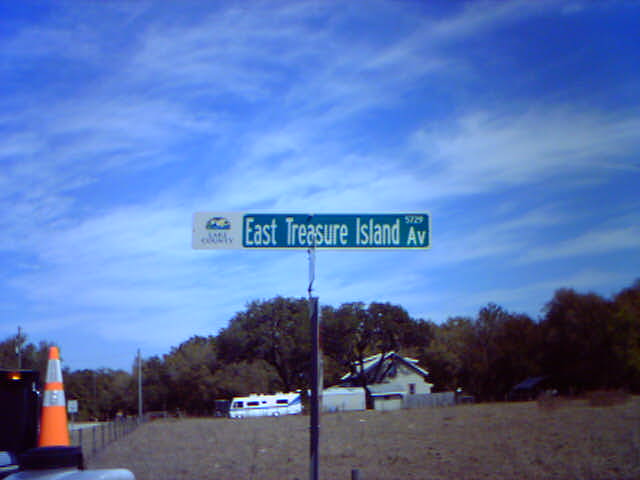 LAKE
COUNTY
East Treasure Island
5729
Av